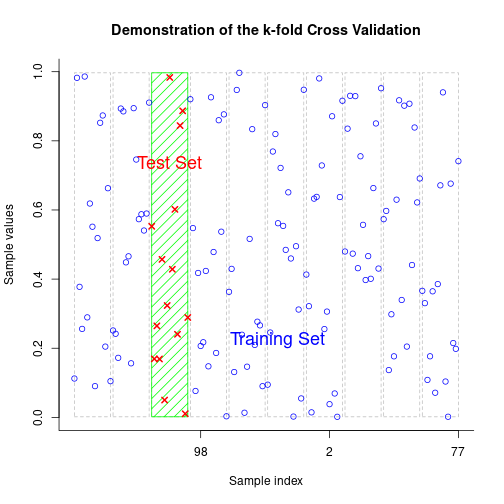 Demonstration of the k-fold Cross Validation
Sample values
1.0
0.8
0.6
0.4
0.2
0.0
Test Set
Training Set
98
2
77
Sample index